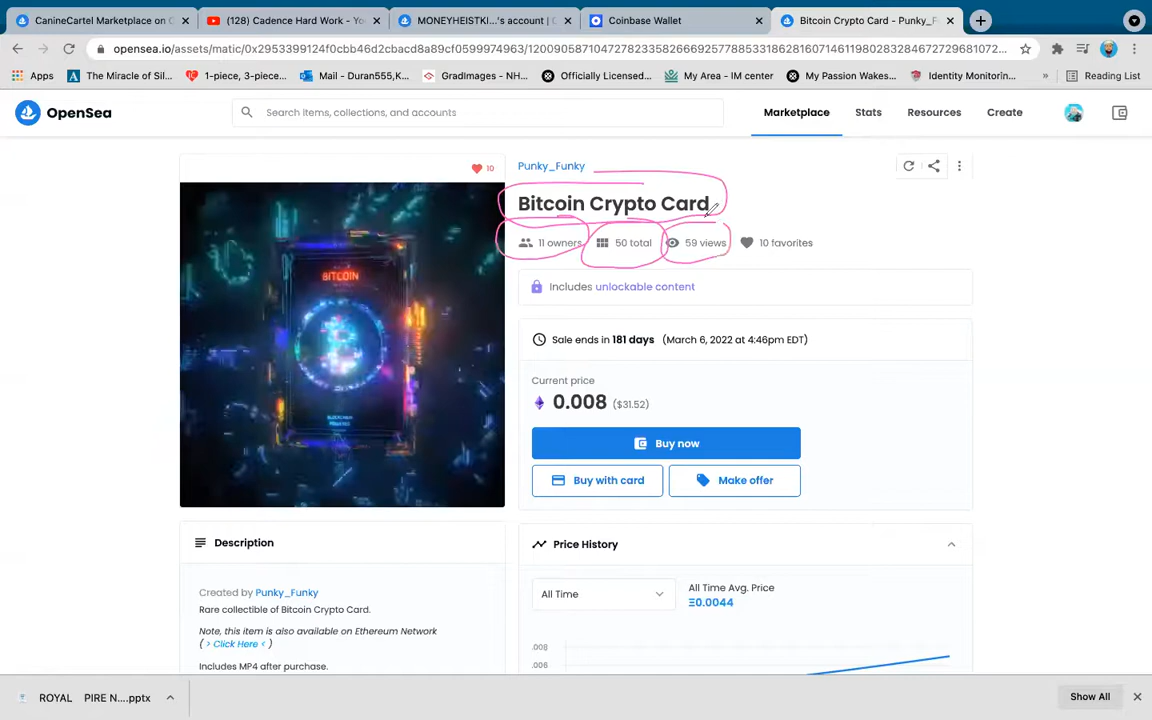 CanineCartel Marketplace on O
(128) Cadence Hard Work - Yo
MONEYHEISTKI...'s account | O
Coinbase Wallet
Bitcoin Crypto Card - Punky_F
opensea.io/assets/matic/0x2953399124f0cbb46d2cbacd8a89cf0599974963/12009058710472782335826669257788533186281607146119802832846727296810 72...
Apps
The Miracle of Sil...
1-piece, 3-piece...
Mail - Duran555,K...
GradImages - NH...
Officially Licensed...
My Area - IM center
My Passion Wakes...
Identity Monitorin...
»
Reading List
OpenSea
Search items, collections, and accounts
Marketplace
Stats
Resources
Create
10
Punky_Funky
Bitcoin Crypto Card
11 owners
50 total
59 views
10 favorites
BITCOIN
Includes unlockable content
Sale ends in 181 days (March 6, 2022 at 4:46pm EDT)
Current price
0.008 ($31.52)
Buy now
Buy with card
Make offer
Description
Price History
Created by Punky_Funky
Rare collectible of Bitcoin Crypto Card.
Note, this item is also available on Ethereum Network
( > Click Here < )
Includes MP4 after purchase.
All Time
All Time Avg. Price
Ξ0.0044
.008
.006
ROYAL PIRE N....pptx
Show All